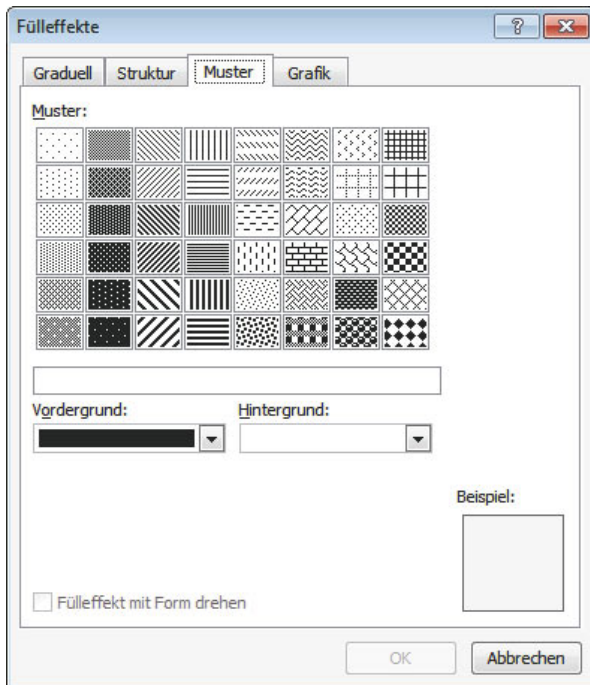 Fülleffekte
Graduell Struktur Muster Grafik
Muster:
Vordergrund: Hintergrund:
Beispiel:
Fülleffekt mit Form drehen
OK Abbrechen